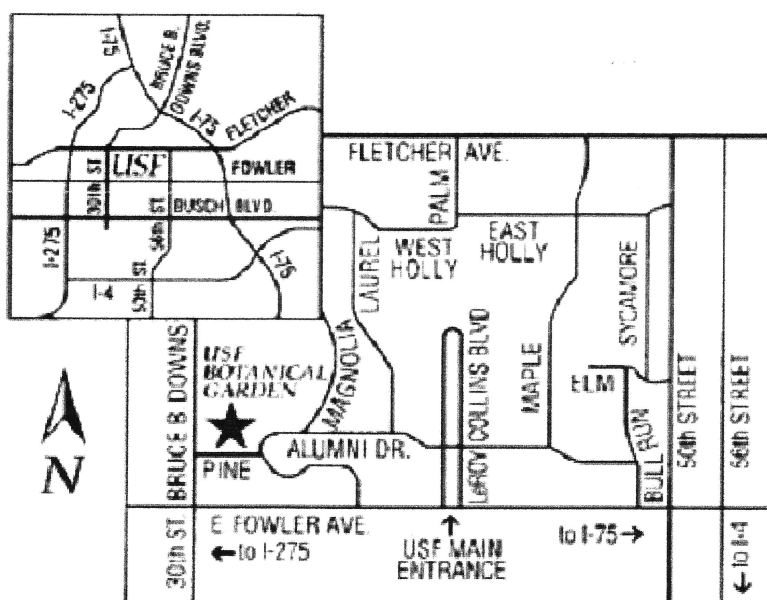 I-75
BRUCE B.
DOWNS BLVD.
I-275
I-75
FLETCHER
30TH ST
USF
FOWLER
56th ST.
BUSCH BLVD
I-275
50th ST.
I-75
I-4
FLETCHER AVE.
PALM
LAUREL
WEST
HOLLY
EAST
HOLLY
SYCAMORE
MAGNOLIA
LeROY COLLINS BLVD
MAPLE
ELM
BULL RUN
50TH STREET
56th STREET
BRUCE B DOWNS
USF
BOTANICAL
GARDEN
N
ALUMNI DR.
PINE
30TH ST.
E FOWLER AVE.
←to I-275
↑
USF MAIN
ENTRANCE
to I-75→
←to I-4